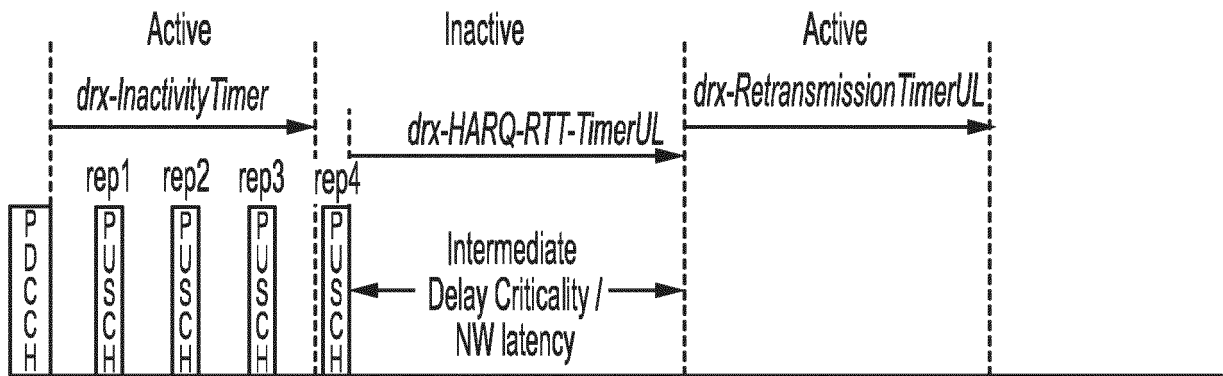 Active
Inactive
Active
drx-InactivityTimer
drx-HARQ-RTT-TimerUL
drx-RetransmissionTimerUL
rep1
rep2
rep3
rep4
PDCCH
PUSCH
PUSCH
PUSCH
PUSCH
Intermediate
Delay Criticality /
NW latency